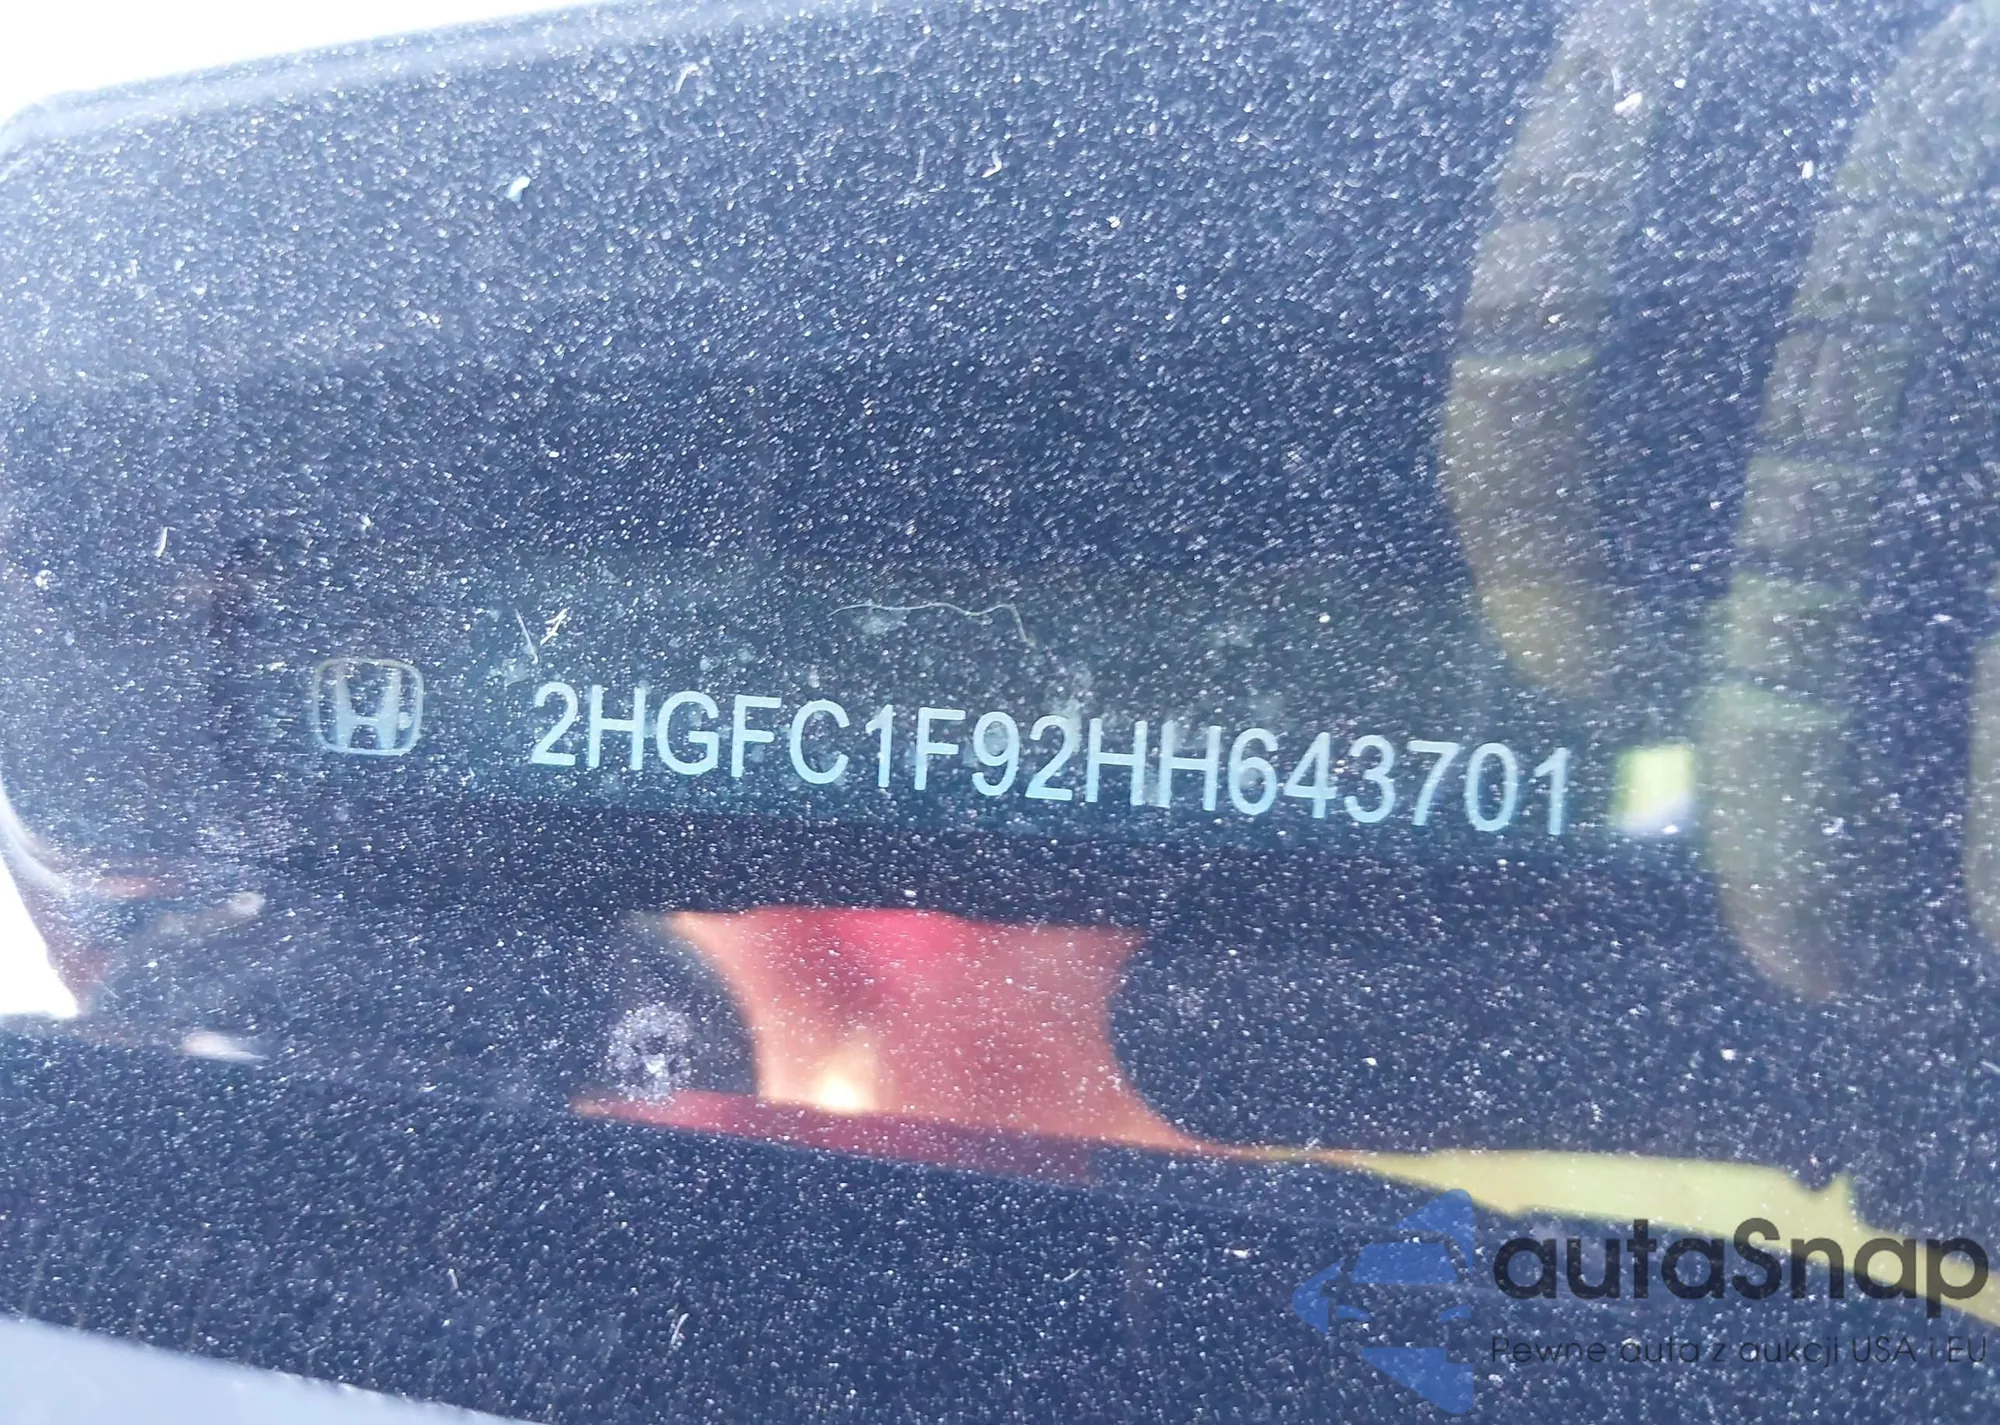 2HGFC1F92HH643701
autaSnap
Pewne auta z aukcji USA i EU